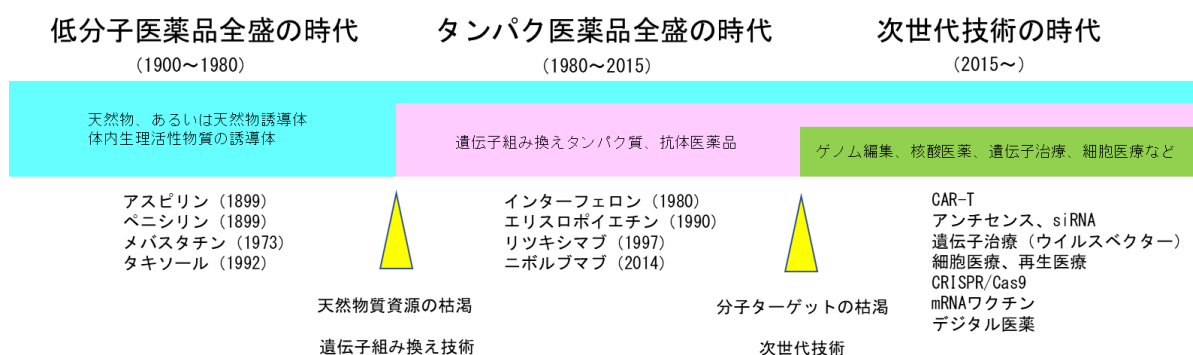 低分子医薬品全盛の時代
(1900～1980)
タンパク医薬品全盛の時代
(1980～2015)
次世代技術の時代
(2015～)
天然物、あるいは天然物誘導体
体内生理活性物質の誘導体
遺伝子組み換えタンパク質、抗体医薬品
ゲノム編集、核酸医薬、遺伝子治療、細胞医療など
アスピリン (1899)
ペニシリン (1899)
メバスタチン (1973)
タキソール (1992)
天然物質資源の枯渇
遺伝子組み換え技術
インターフェロン (1980)
エリスロポイエチン (1990)
リツキシマブ (1997)
ニボルブマブ (2014)
分子ターゲットの枯渇
次世代技術
CAR-T
アンチセンス、siRNA
遺伝子治療 (ウイルスベクター)
細胞医療、再生医療
CRISPR/Cas9
mRNAワクチン
デジタル医薬